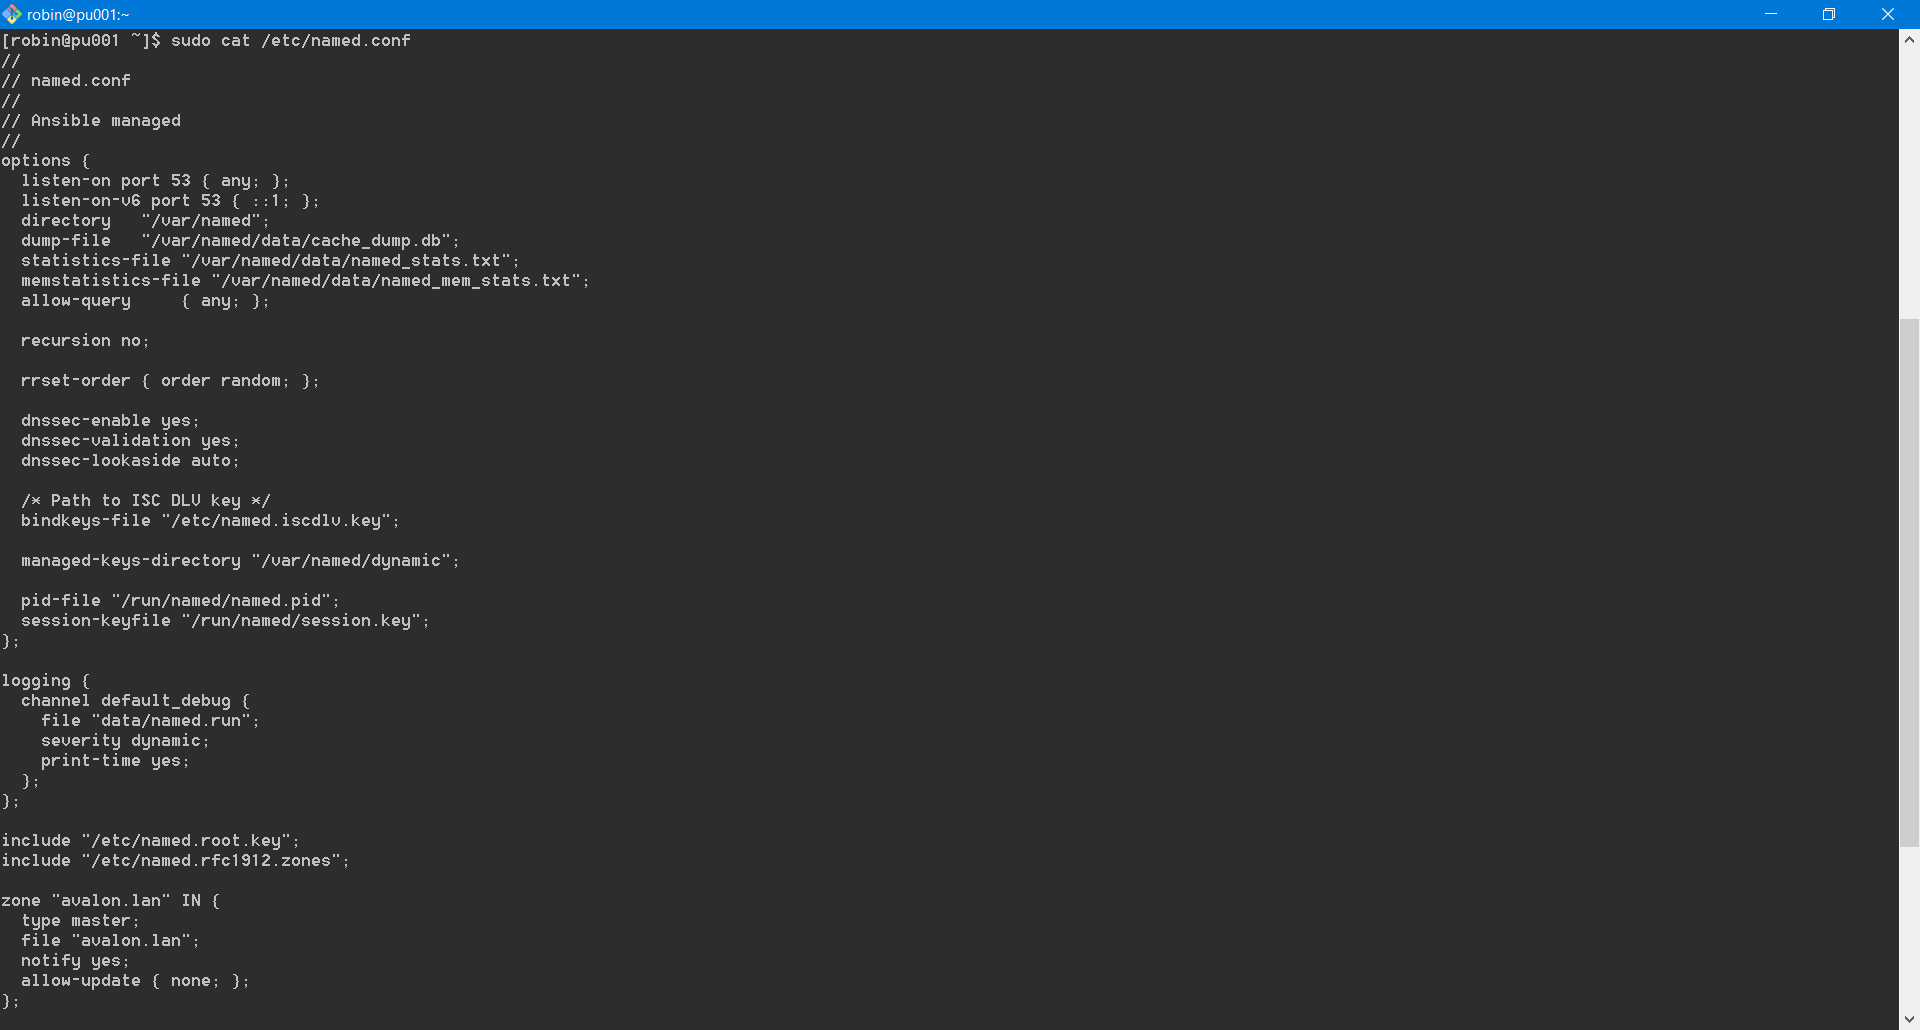 robin@pu001:~
[robin@pu001 ~]$ sudo cat /etc/named.conf
//
// named.conf
//
// Ansible managed
//
options {
  listen-on port 53 { any; };
  listen-on-v6 port 53 { ::1; };
  directory   "/var/named";
  dump-file   "/var/named/data/cache_dump.db";
  statistics-file "/var/named/data/named_stats.txt";
  memstatistics-file "/var/named/data/named_mem_stats.txt";
  allow-query     { any; };

  recursion no;

  rrset-order { order random; };

  dnssec-enable yes;
  dnssec-validation yes;
  dnssec-lookaside auto;

  /* Path to ISC DLV key */
  bindkeys-file "/etc/named.iscdlv.key";

  managed-keys-directory "/var/named/dynamic";

  pid-file "/run/named/named.pid";
  session-keyfile "/run/named/session.key";
};

logging {
  channel default_debug {
    file "data/named.run";
    severity dynamic;
    print-time yes;
  };
};

include "/etc/named.root.key";
include "/etc/named.rfc1912.zones";

zone "avalon.lan" IN {
  type master;
  file "avalon.lan";
  notify yes;
  allow-update { none; };
};